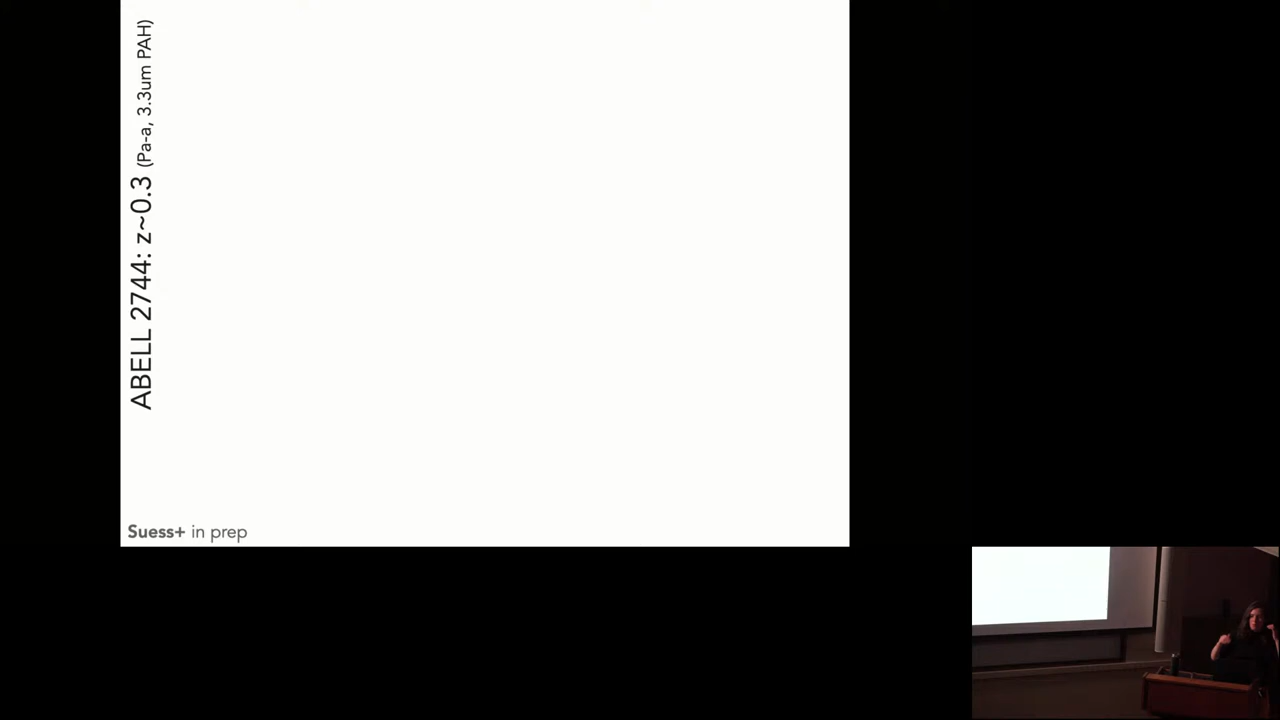 ABELL 2744: z~0.3 (Pa-a, 3.3um PAH)
Suess+ in prep